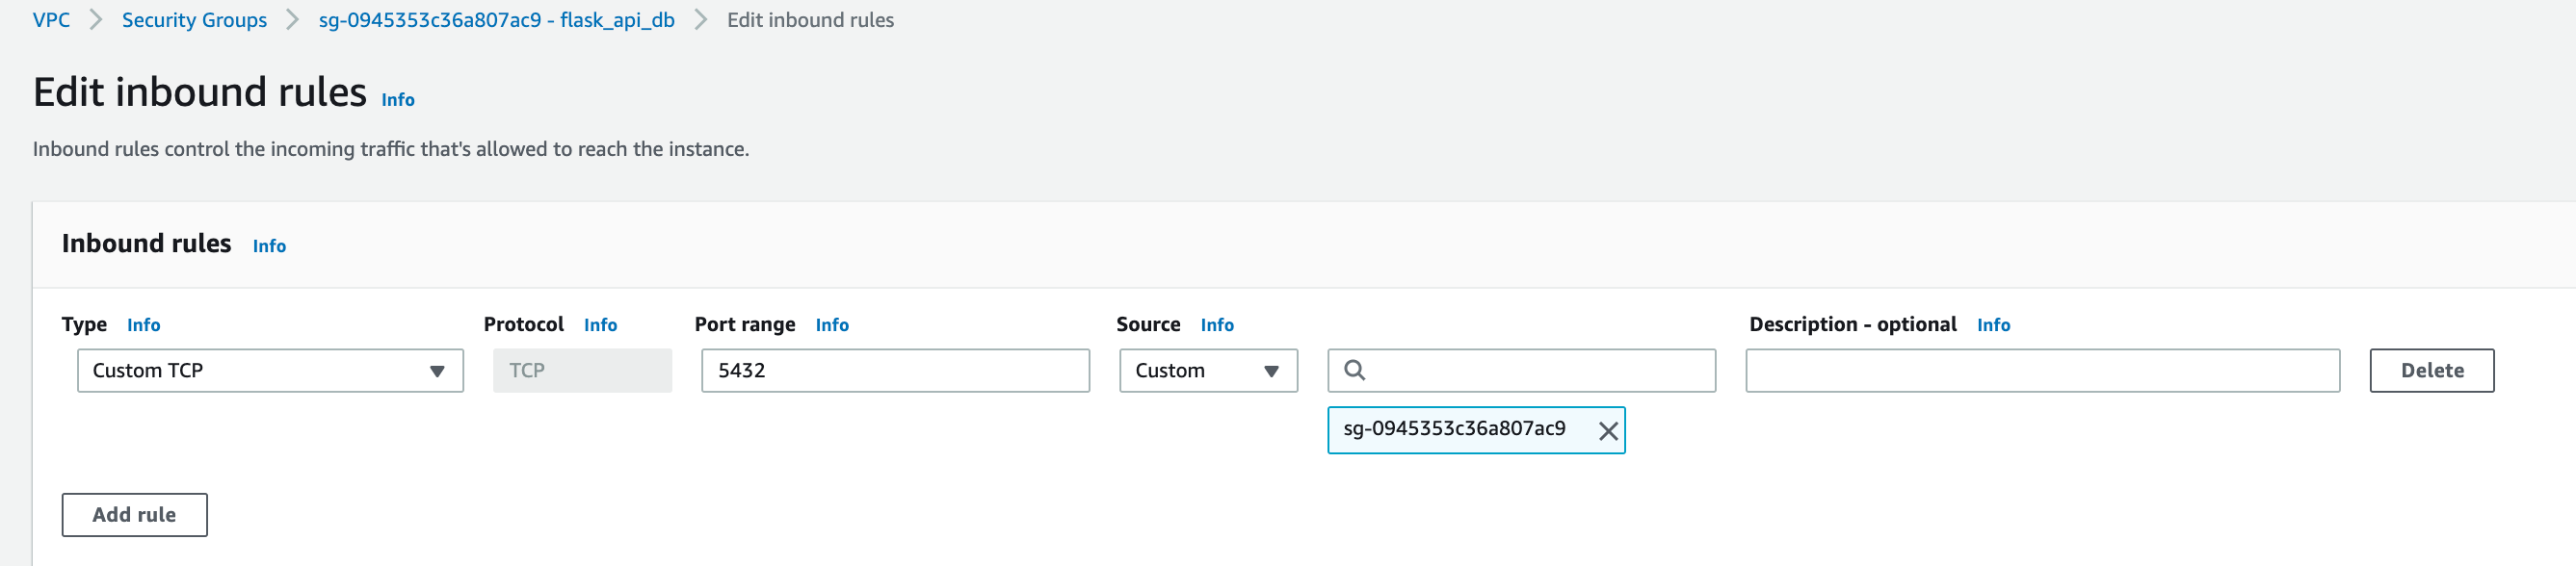 VPC > Security Groups > sg-0945353c36a807ac9 - flask_api_db > Edit inbound rules
Edit inbound rules Info
Inbound rules control the incoming traffic that's allowed to reach the instance.
Inbound rules Info
Type Info Protocol Info Port range Info Source Info Description - optional Info
Custom TCP TCP 5432 Custom Delete
sg-0945353c36a807ac9
Add rule